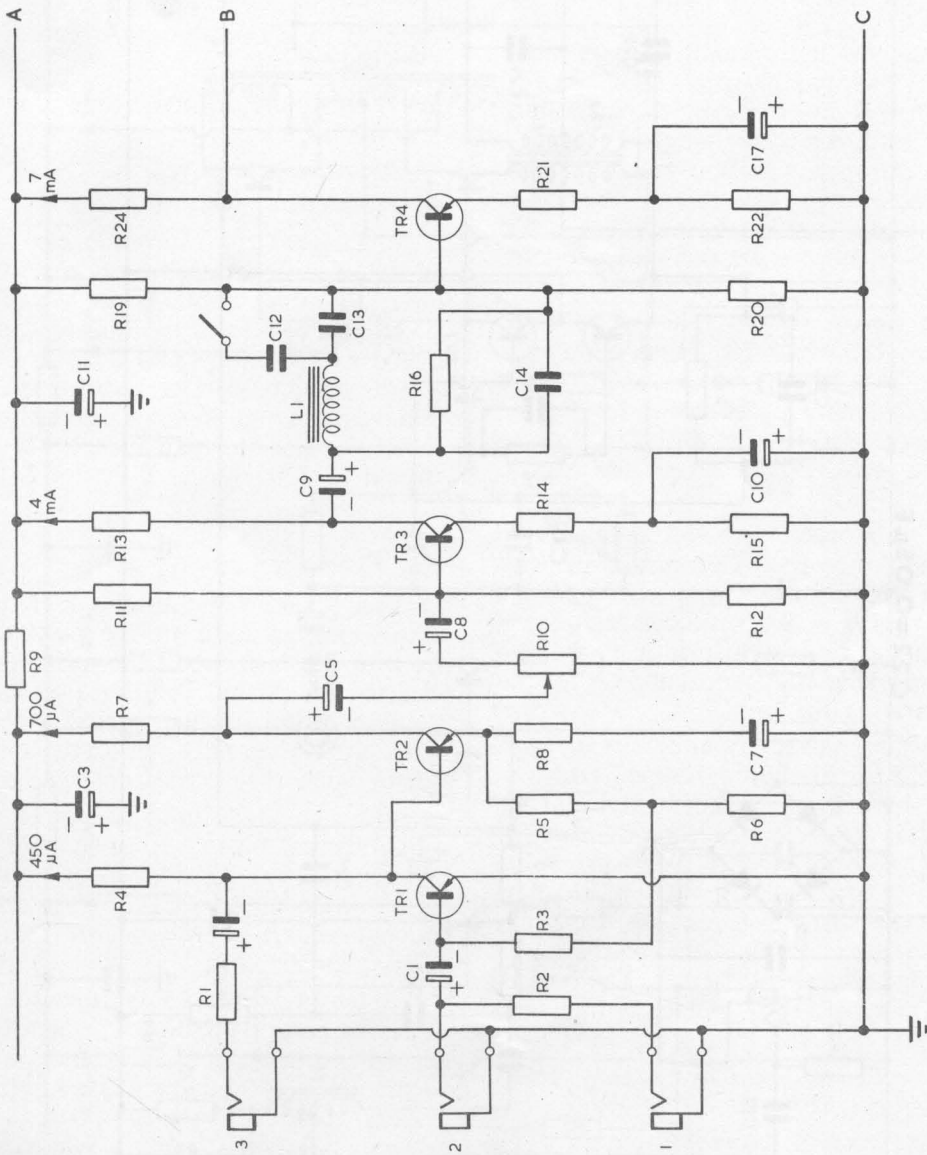 A
B
C
7 mA
R24
TR4
R21
C17
− +
R22
R19
R20
C12
C13
C11
− +
L1
R16
C14
C9
− +
4 mA
R13
TR3
R14
C10
− +
R15
R11
R12
C8
+ −
R10
R9
700 µA
R7
C5
+ −
TR2
R8
C7
− +
R5
R6
C3
− +
450 µA
R4
TR1
R3
− +
R1
C1
+ −
R2
3
2
1